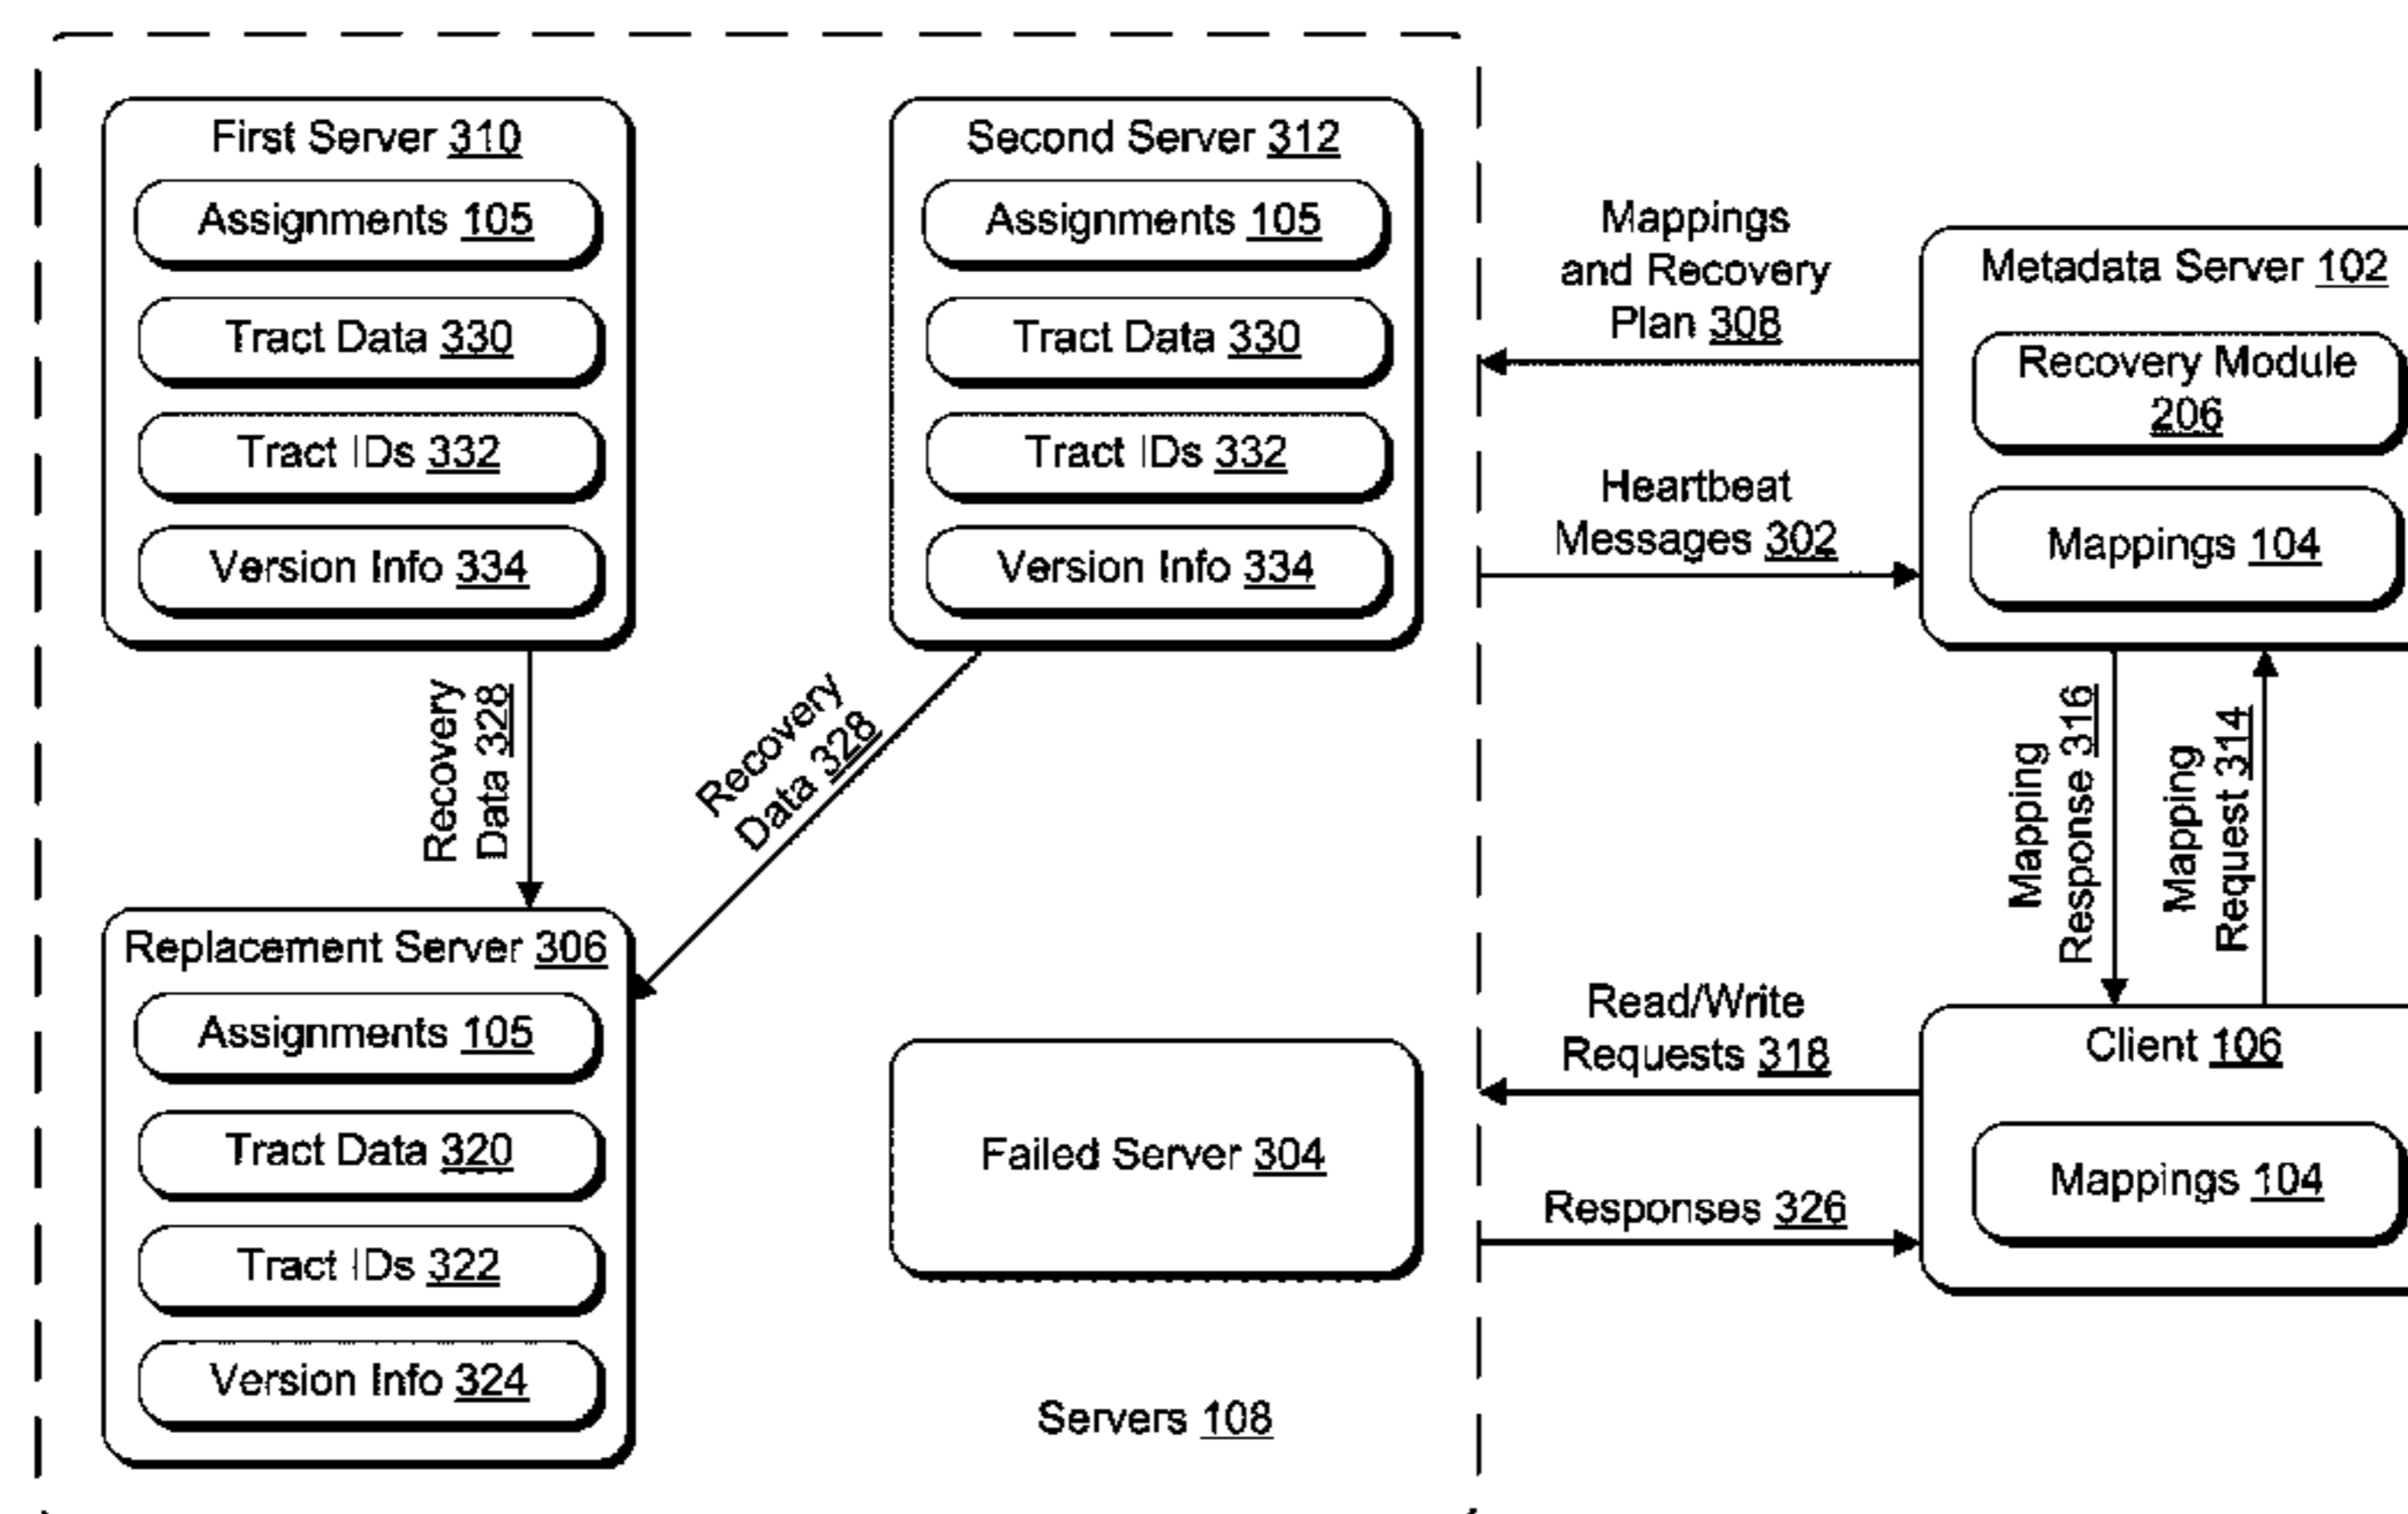 First Server 310
Assignments 105
Tract Data 330
Tract IDs 332
Version Info 334
Second Server 312
Assignments 105
Tract Data 330
Tract IDs 332
Version Info 334
Mappings
and Recovery
Plan 308
Heartbeat
Messages 302
Metadata Server 102
Recovery Module
206
Mappings 104
Recovery
Data 328
Recovery
Data 328
Mapping
Response 316
Mapping
Request 314
Replacement Server 306
Assignments 105
Tract Data 320
Tract IDs 322
Version Info 324
Failed Server 304
Servers 108
Read/Write
Requests 318
Responses 326
Client 106
Mappings 104